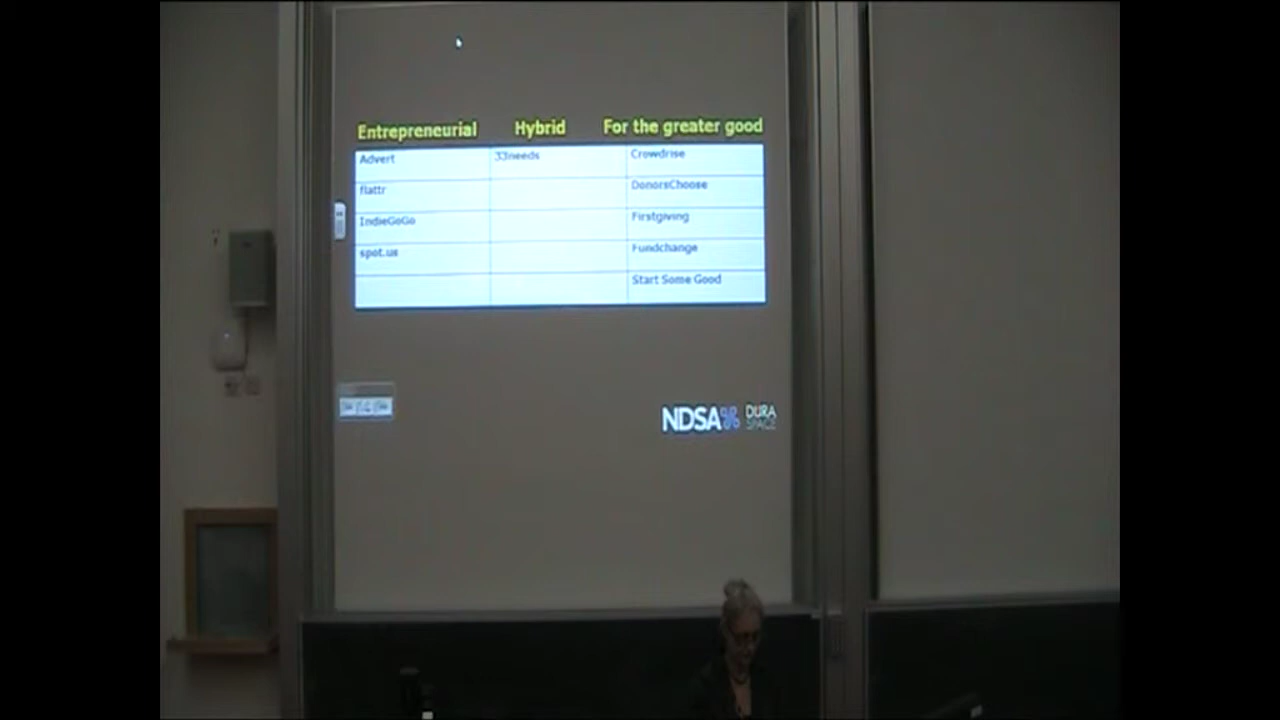 Entrepreneurial Hybrid For the greater good
Advert 33needs Crowdrise
flattr DonorsChoose
IndieGoGo Firstgiving
spot.us Fundchange
Start Some Good
NDSA DURA
SPACE